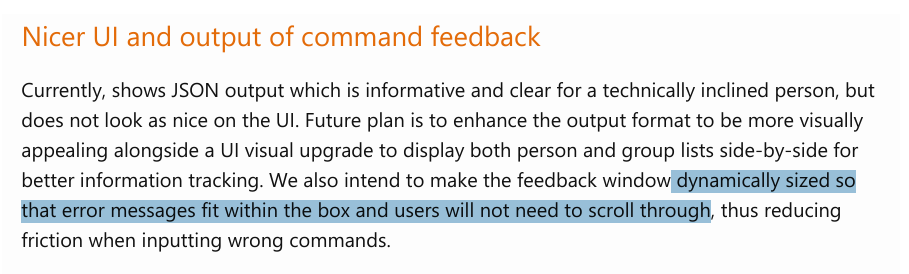 Nicer UI and output of command feedback
Currently, shows JSON output which is informative and clear for a technically inclined person, but
does not look as nice on the UI. Future plan is to enhance the output format to be more visually
appealing alongside a UI visual upgrade to display both person and group lists side-by-side for
better information tracking. We also intend to make the feedback window dynamically sized so
that error messages fit within the box and users will not need to scroll through, thus reducing
friction when inputting wrong commands.